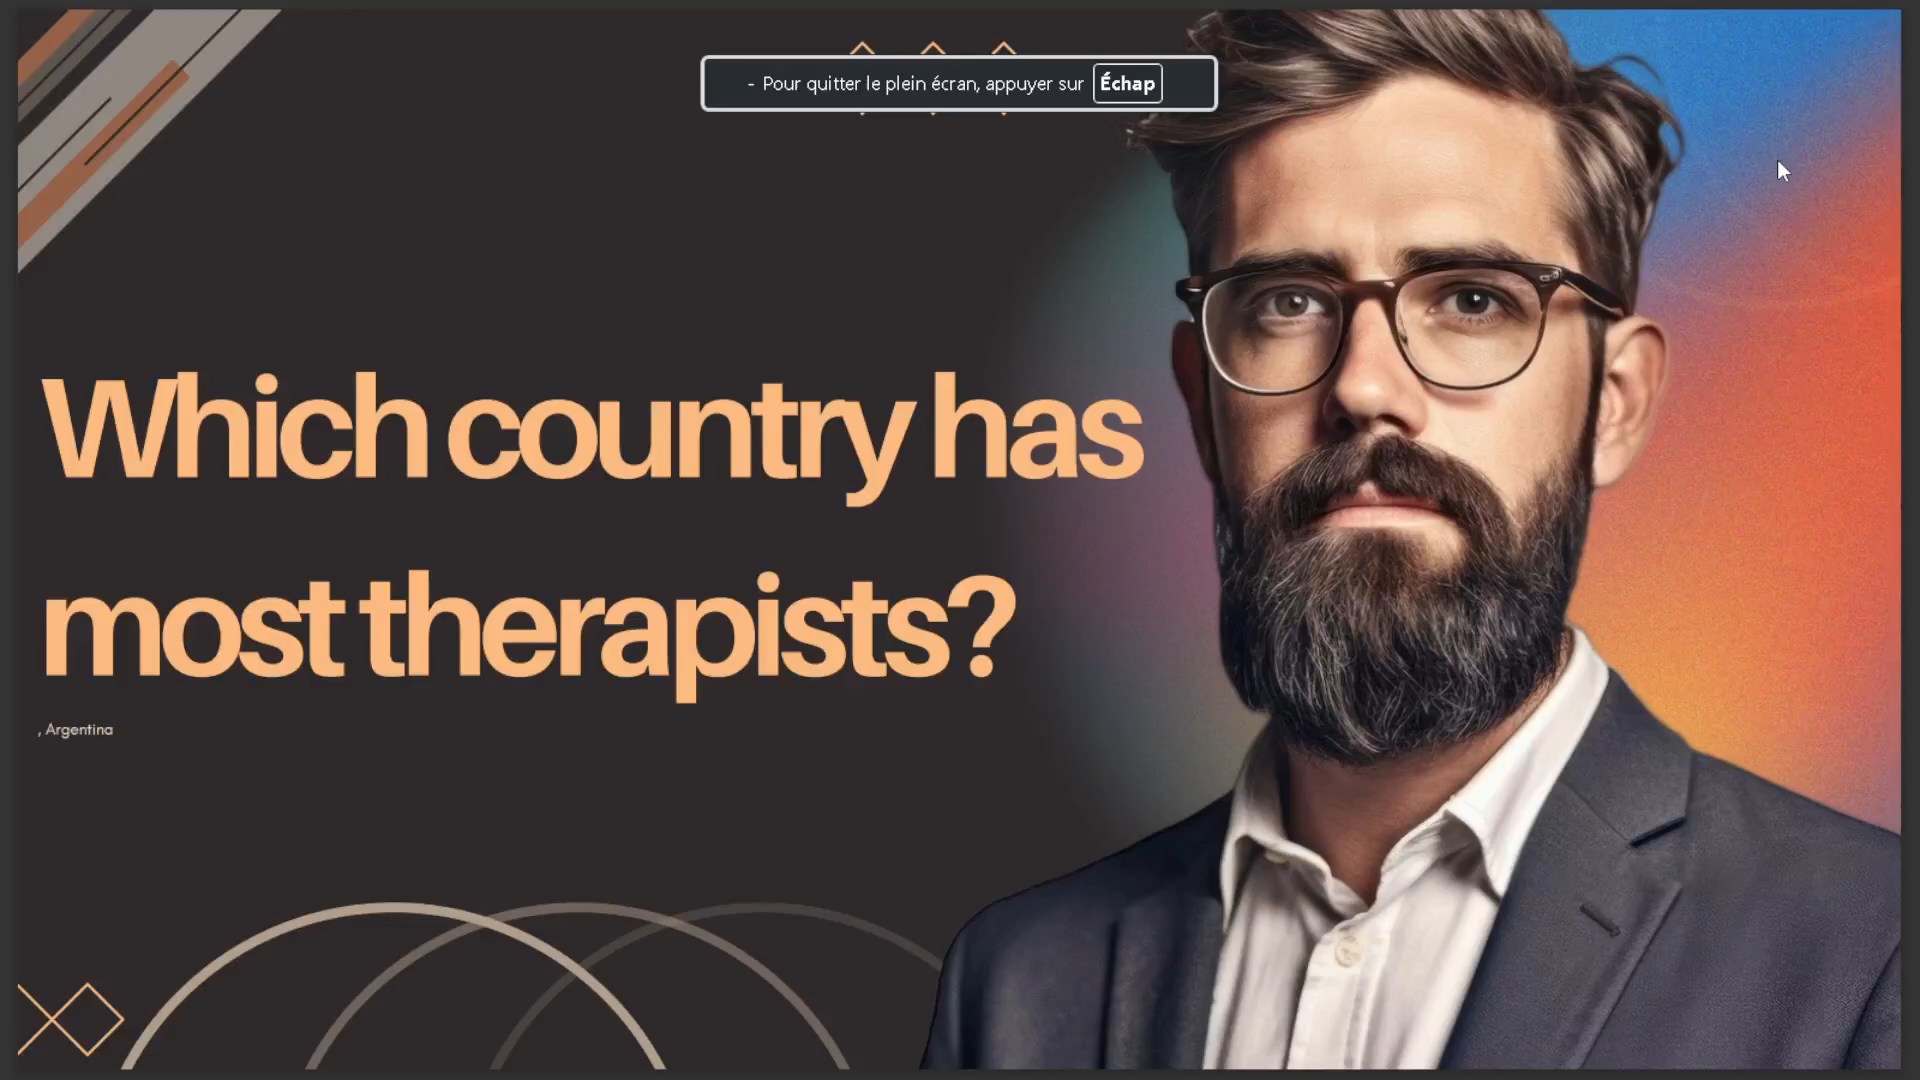 - Pour quitter le plein écran, appuyer sur Échap
Which country has
most therapists?
, Argentina